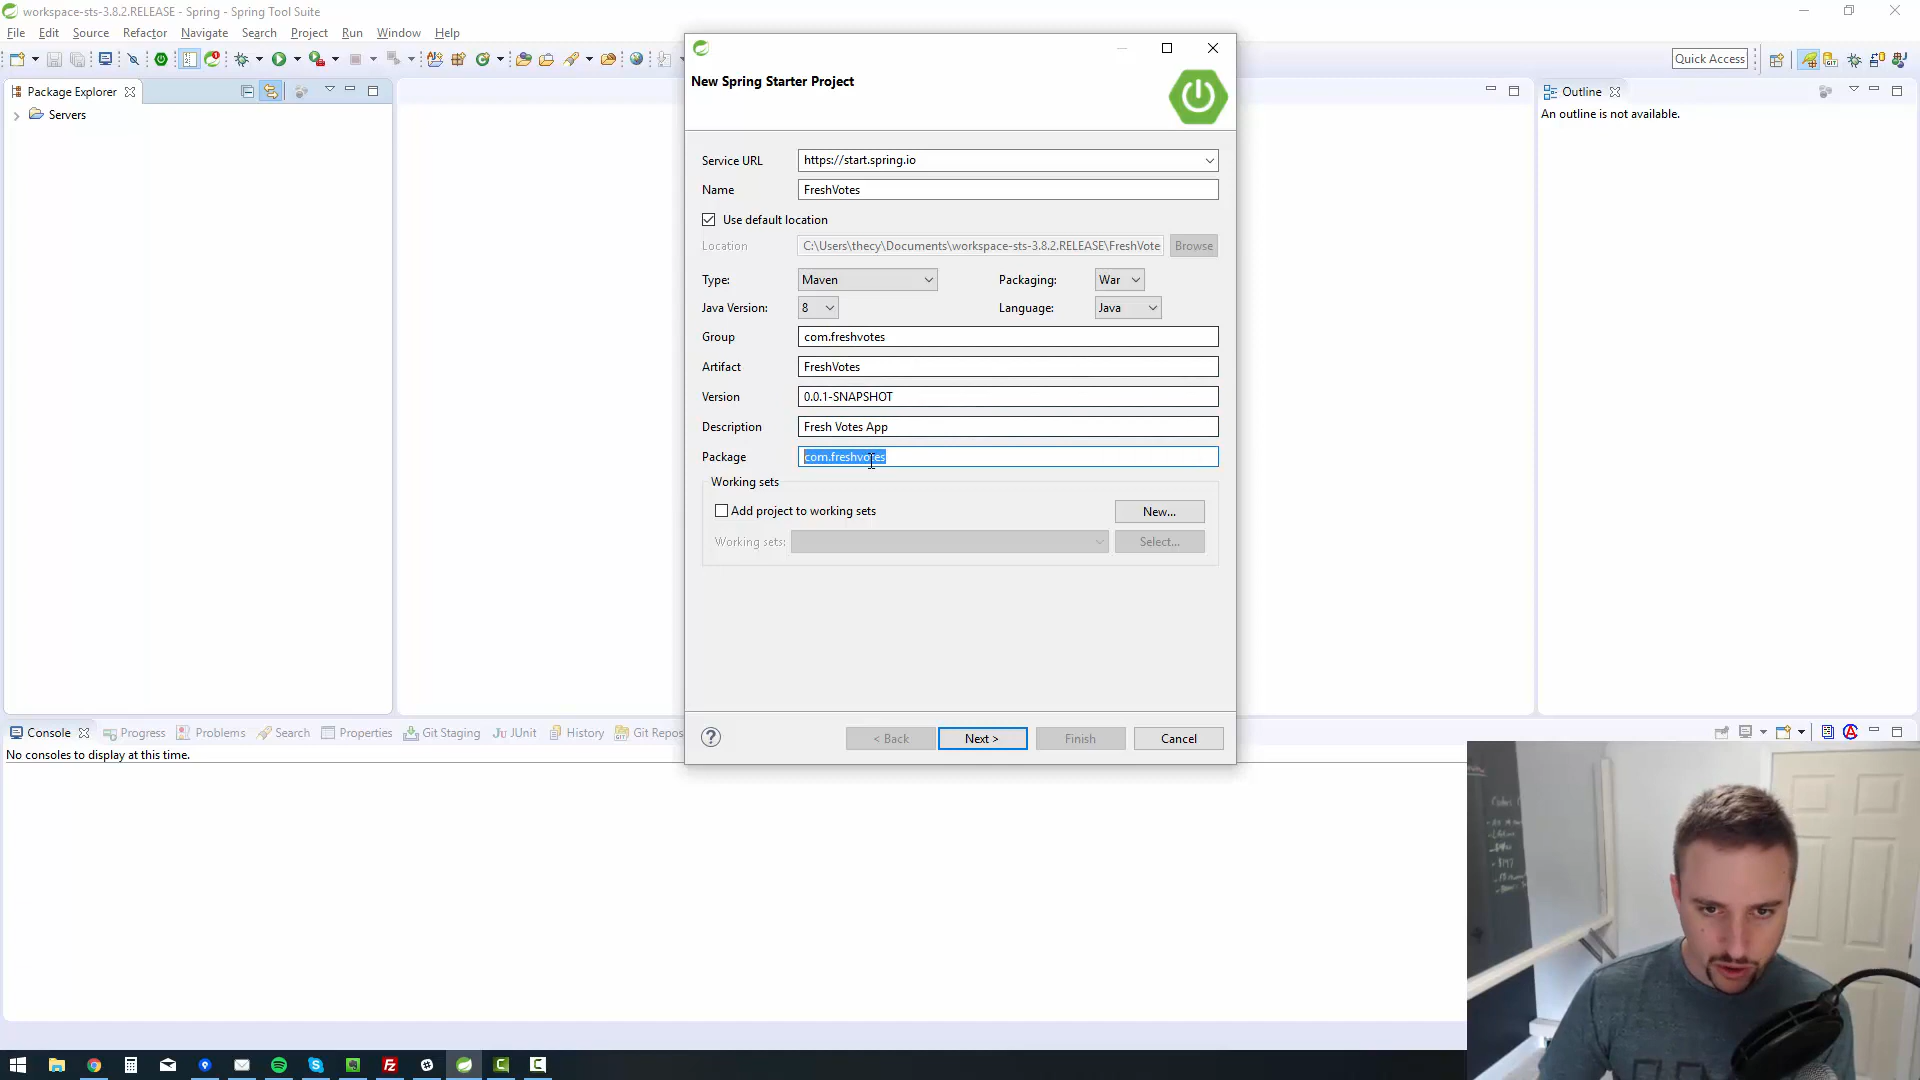 workspace-sts-3.8.2.RELEASE - Spring - Spring Tool Suite
File Edit Source Refactor Navigate Search Project Run Window Help
Quick Access
Package Explorer
Servers
Outline
An outline is not available.
New Spring Starter Project
Service URL https://start.spring.io
Name FreshVotes
Use default location
Location C:\Users\thecy\Documents\workspace-sts-3.8.2.RELEASE\FreshVote Browse
Type: Maven Packaging: War
Java Version: 8 Language: Java
Group com.freshvotes
Artifact FreshVotes
Version 0.0.1-SNAPSHOT
Description Fresh Votes App
Package com.freshvotes
Working sets
Add project to working sets New...
Working sets: Select...
? < Back Next > Finish Cancel
Console Progress Problems Search Properties Git Staging JUnit History Git Repos
No consoles to display at this time.